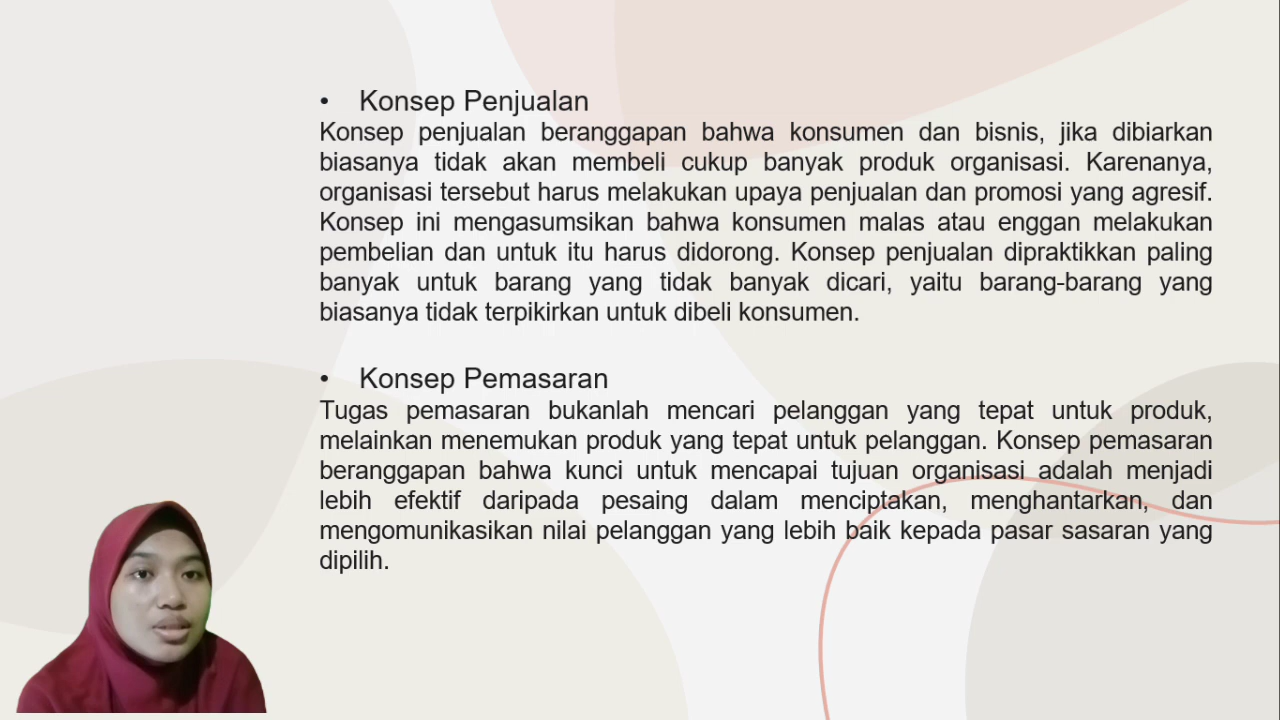 • Konsep Penjualan
Konsep penjualan beranggapan bahwa konsumen dan bisnis, jika dibiarkan
biasanya tidak akan membeli cukup banyak produk organisasi. Karenanya,
organisasi tersebut harus melakukan upaya penjualan dan promosi yang agresif.
Konsep ini mengasumsikan bahwa konsumen malas atau enggan melakukan
pembelian dan untuk itu harus didorong. Konsep penjualan dipraktikkan paling
banyak untuk barang yang tidak banyak dicari, yaitu barang-barang yang
biasanya tidak terpikirkan untuk dibeli konsumen.
• Konsep Pemasaran
Tugas pemasaran bukanlah mencari pelanggan yang tepat untuk produk,
melainkan menemukan produk yang tepat untuk pelanggan. Konsep pemasaran
beranggapan bahwa kunci untuk mencapai tujuan organisasi adalah menjadi
lebih efektif daripada pesaing dalam menciptakan, menghantarkan, dan
mengomunikasikan nilai pelanggan yang lebih baik kepada pasar sasaran yang
dipilih.